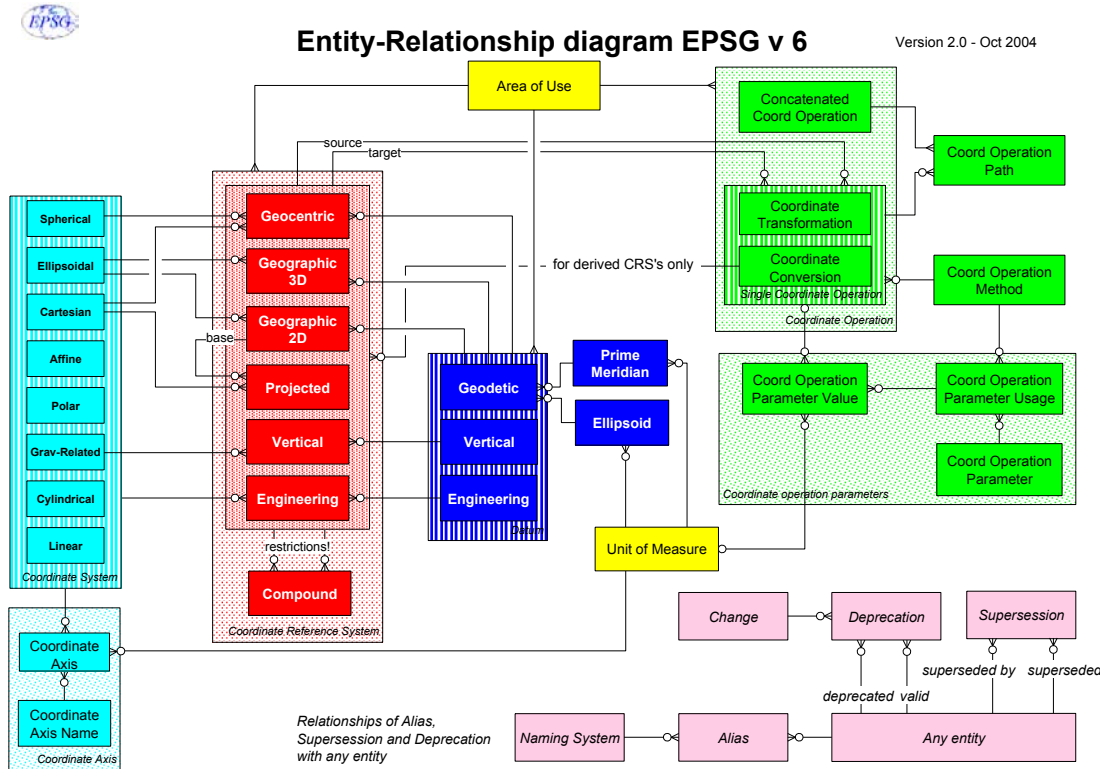 EPSG
Entity-Relationship diagram EPSG v 6
Version 2.0 - Oct 2004
Area of Use
Concatenated
Coord Operation
Coord Operation
Path
source
target
Spherical
Ellipsoidal
Cartesian
Affine
Polar
Grav-Related
Cylindrical
Linear
Coordinate System
Geocentric
Geographic
3D
Geographic
2D
base
Projected
Vertical
Engineering
restrictions!
Compound
Coordinate Reference System
for derived CRS's only
Coordinate
Transformation
Coordinate
Conversion
Single Coordinate Operation
Coordinate Operation
Coord Operation
Method
Geodetic
Vertical
Engineering
Datum
Prime
Meridian
Ellipsoid
Unit of Measure
Coord Operation
Parameter Value
Coord Operation
Parameter Usage
Coord Operation
Parameter
Coordinate operation parameters
Coordinate
Axis
Coordinate
Axis Name
Coordinate Axis
Change
Deprecation
Supersession
deprecated
valid
superseded by
superseded
Relationships of Alias,
Supersession and Deprecation
with any entity
Naming System
Alias
Any entity